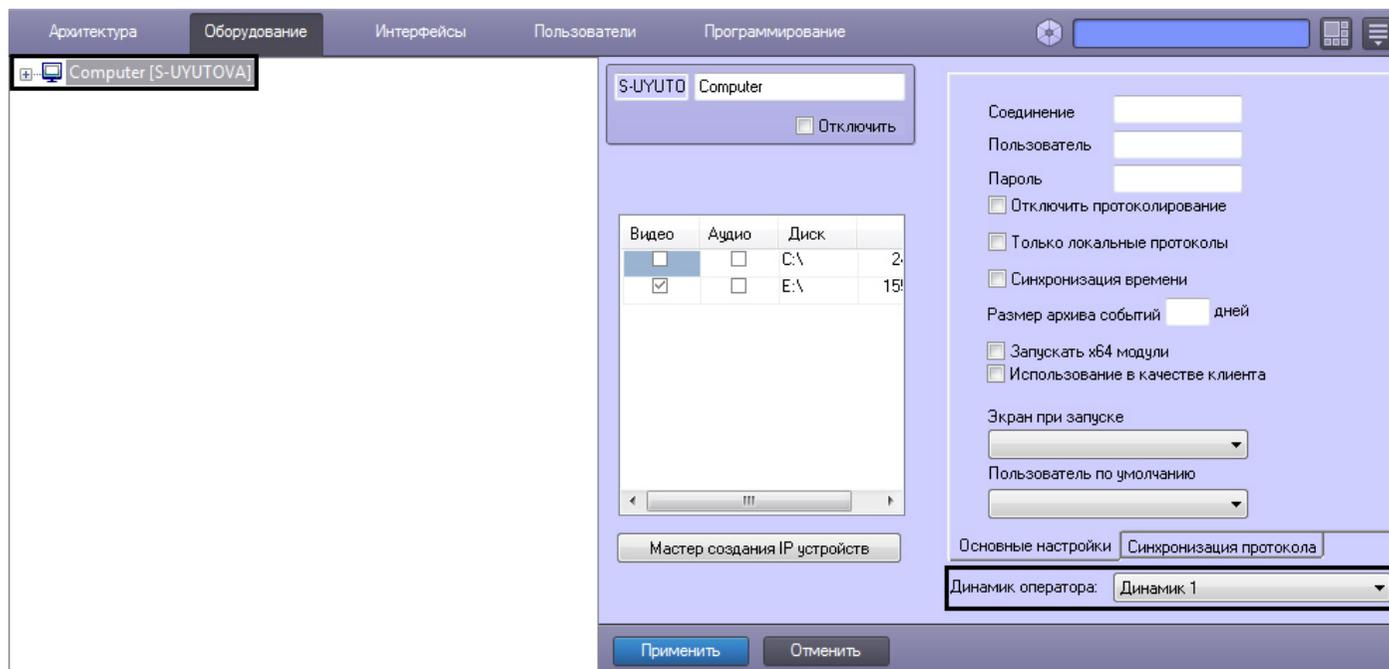 Архитектура Оборудование Интерфейсы Пользователи Программирование
Computer [S-UYUTOVA]
S-UYUTO Computer
Отключить
Видео Аудио Диск
C:\ 2
E:\ 15
Мастер создания IP устройств
Соединение
Пользователь
Пароль
Отключить протоколирование
Только локальные протоколы
Синхронизация времени
Размер архива событий дней
Запускать x64 модули
Использование в качестве клиента
Экран при запуске
Пользователь по умолчанию
Основные настройки Синхронизация протокола
Динамик оператора: Динамик 1
Применить Отменить